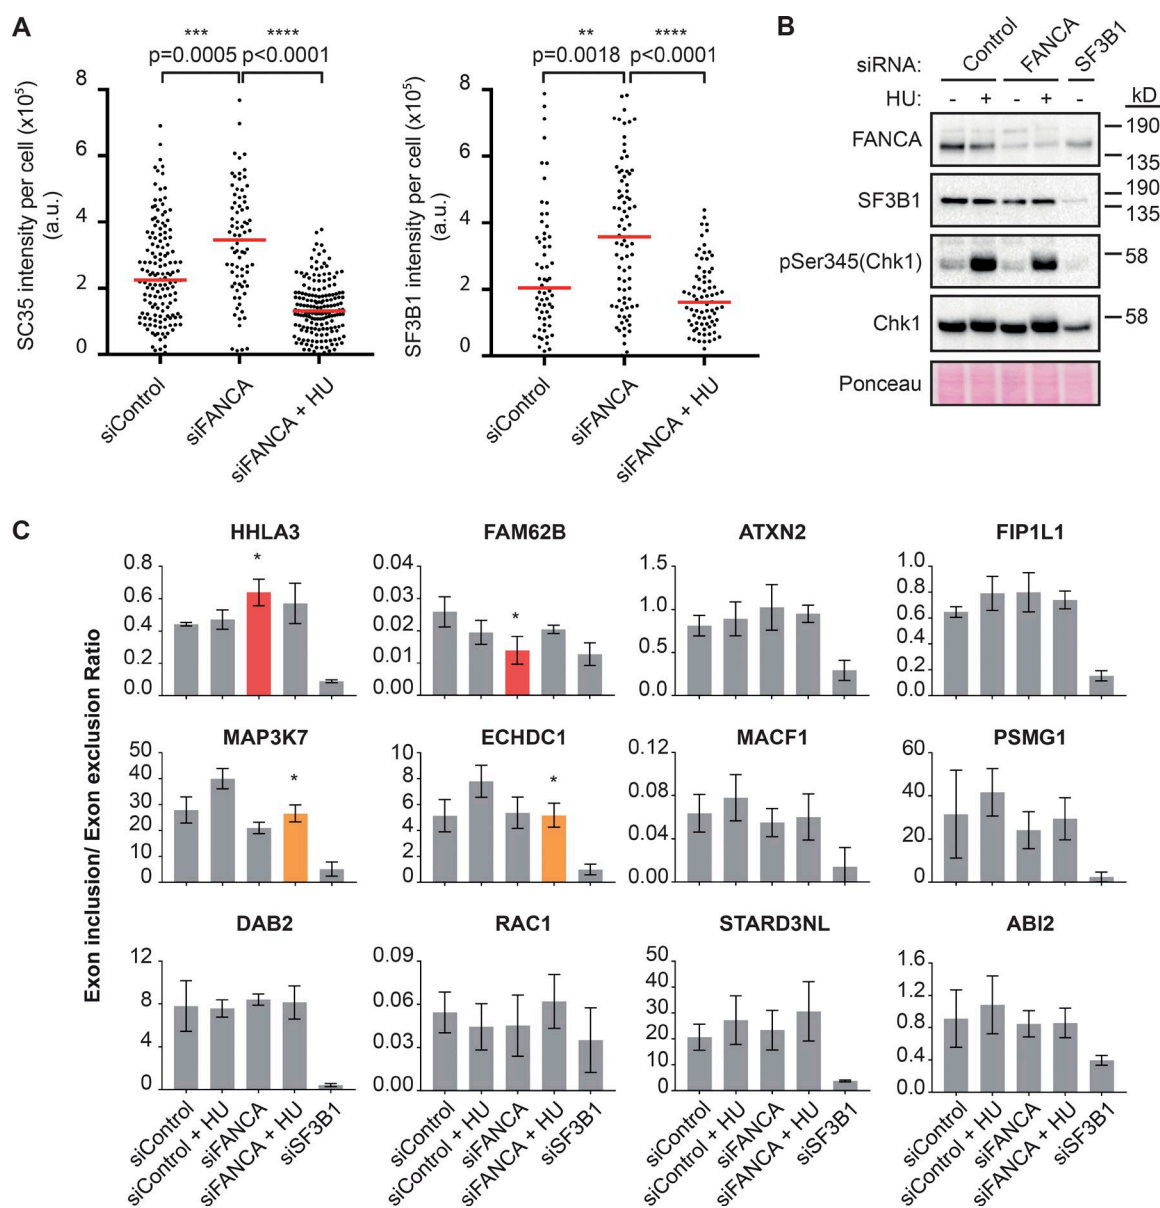 A
*** ****
p=0.0005 p<0.0001
SC35 intensity per cell (x10⁵)
(a.u.)
8
6
4
2
0
siControl
siFANCA
siFANCA + HU
** ****
p=0.0018 p<0.0001
SF3B1 intensity per cell (x10⁵)
(a.u.)
8
6
4
2
0
siControl
siFANCA
siFANCA + HU
B
siRNA: Control FANCA SF3B1
HU: - + - + - kD
FANCA 190
135
SF3B1 190
135
pSer345(Chk1) 58
Chk1 58
Ponceau
C
Exon inclusion/ Exon exclusion Ratio
HHLA3
0.8
0.6
0.4
0.2
0.0
*
FAM62B
0.04
0.03
0.02
0.01
0.00
*
ATXN2
1.5
1.0
0.5
0.0
FIP1L1
1.0
0.8
0.6
0.4
0.2
0.0
MAP3K7
50
40
30
20
10
0
*
ECHDC1
10
8
6
4
2
0
*
MACF1
0.12
0.08
0.04
0.00
PSMG1
60
40
20
0
DAB2
12
8
4
0
RAC1
0.09
0.06
0.03
0.00
STARD3NL
50
40
30
20
10
0
ABI2
1.6
1.2
0.8
0.4
0.0
siControl
siControl + HU
siFANCA
siFANCA + HU
siSF3B1
siControl
siControl + HU
siFANCA
siFANCA + HU
siSF3B1
siControl
siControl + HU
siFANCA
siFANCA + HU
siSF3B1
siControl
siControl + HU
siFANCA
siFANCA + HU
siSF3B1